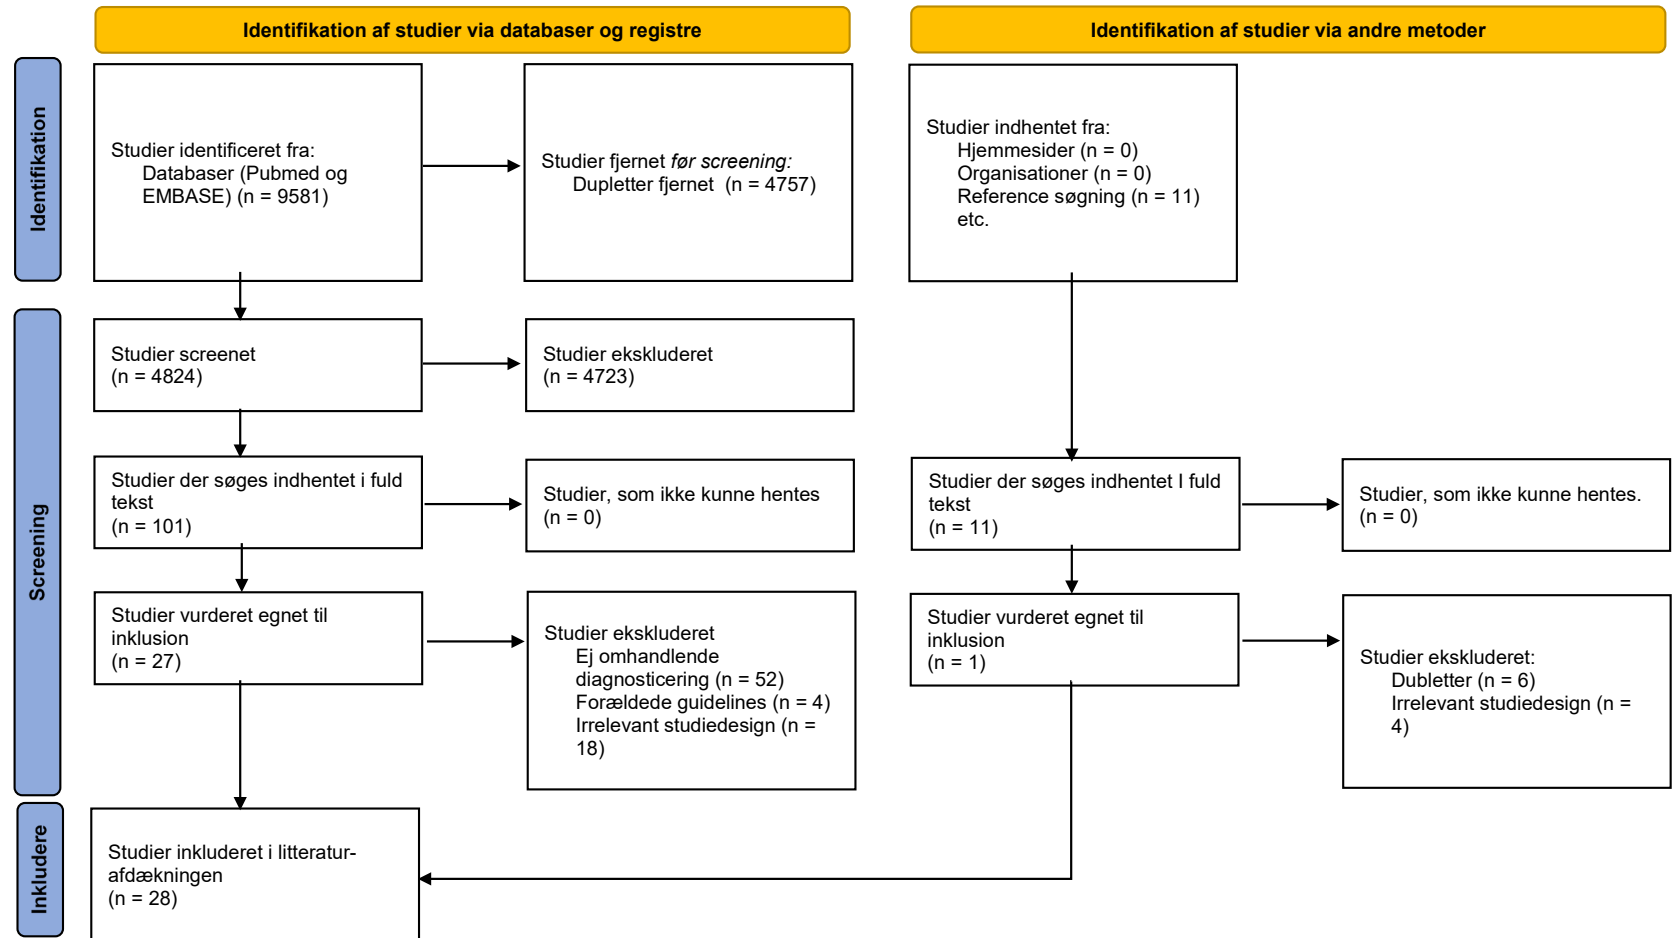 Identifikation af studier via databaser og registre
Identifikation af studier via andre metoder
Identifikation
Studier identificeret fra:
Databaser (Pubmed og
EMBASE) (n = 9581)
Studier fjernet før screening:
Dupletter fjernet (n = 4757)
Studier indhentet fra:
Hjemmesider (n = 0)
Organisationer (n = 0)
Reference søgning (n = 11)
etc.
Screening
Studier screenet
(n = 4824)
Studier ekskluderet
(n = 4723)
Studier der søges indhentet i fuld
tekst
(n = 101)
Studier, som ikke kunne hentes
(n = 0)
Studier der søges indhentet I fuld
tekst
(n = 11)
Studier, som ikke kunne hentes.
(n = 0)
Studier vurderet egnet til
inklusion
(n = 27)
Studier ekskluderet
Ej omhandlende
diagnosticering (n = 52)
Forældede guidelines (n = 4)
Irrelevant studiedesign (n =
18)
Studier vurderet egnet til
inklusion
(n = 1)
Studier ekskluderet:
Dubletter (n = 6)
Irrelevant studiedesign (n =
4)
Inkludere
Studier inkluderet i litteratur-
afdækningen
(n = 28)